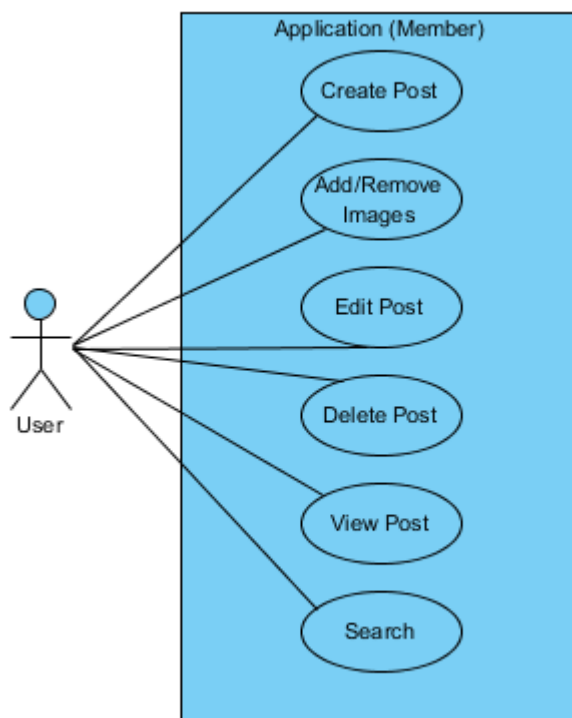 Application (Member)
Create Post
Add/Remove
Images
Edit Post
User
Delete Post
View Post
Search